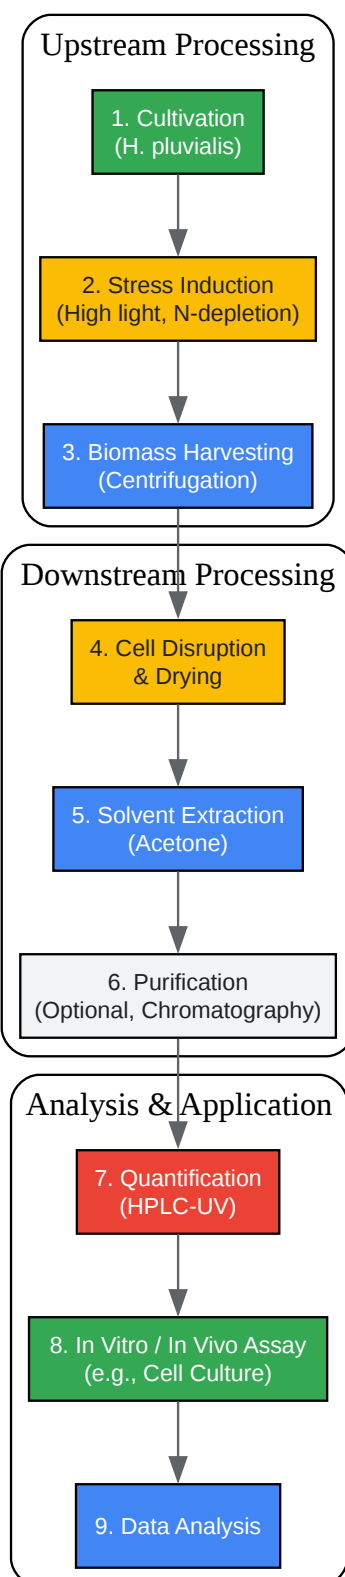 Upstream Processing
1. Cultivation
(H. pluvialis)
2. Stress Induction
(High light, N-depletion)
3. Biomass Harvesting
(Centrifugation)
Downstream Processing
4. Cell Disruption
& Drying
5. Solvent Extraction
(Acetone)
6. Purification
(Optional, Chromatography)
Analysis & Application
7. Quantification
(HPLC-UV)
8. In Vitro / In Vivo Assay
(e.g., Cell Culture)
9. Data Analysis